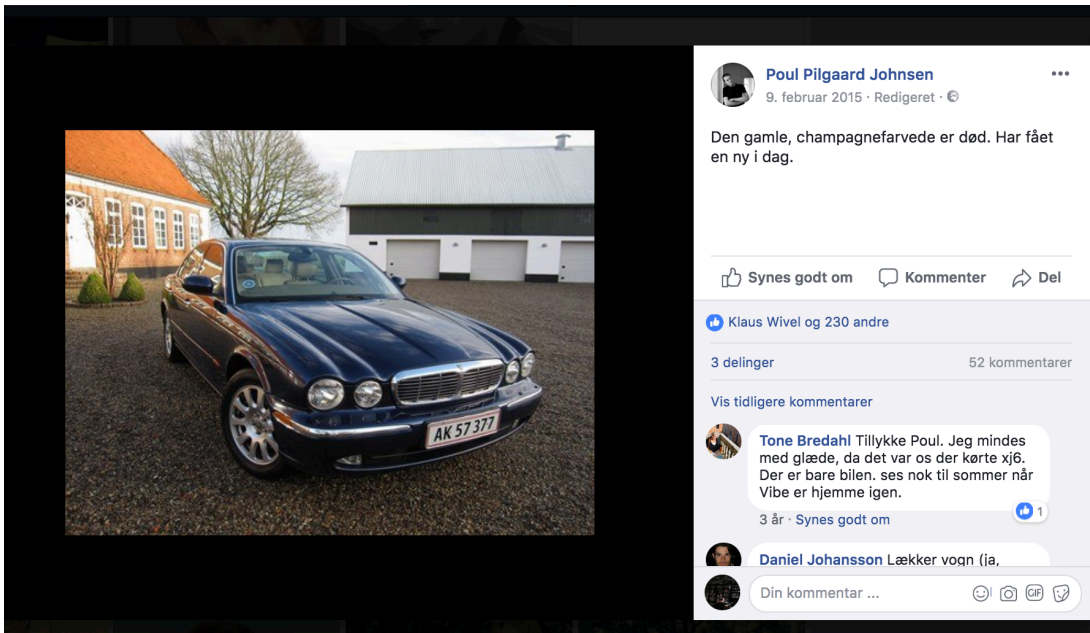 Poul Pilgaard Johnsen
9. februar 2015 · Redigeret ·
Den gamle, champagnefarvede er død. Har fået
en ny i dag.
Synes godt om
Kommenter
Del
Klaus Wivel og 230 andre
3 delinger
52 kommentarer
Vis tidligere kommentarer
Tone Bredahl Tillykke Poul. Jeg mindes
med glæde, da det var os der kørte xj6.
Der er bare bilen. ses nok til sommer når
Vibe er hjemme igen.
1
3 år · Synes godt om
Daniel Johansson Lækker vogn (ja,
Din kommentar ...
GIF
AK 57 377